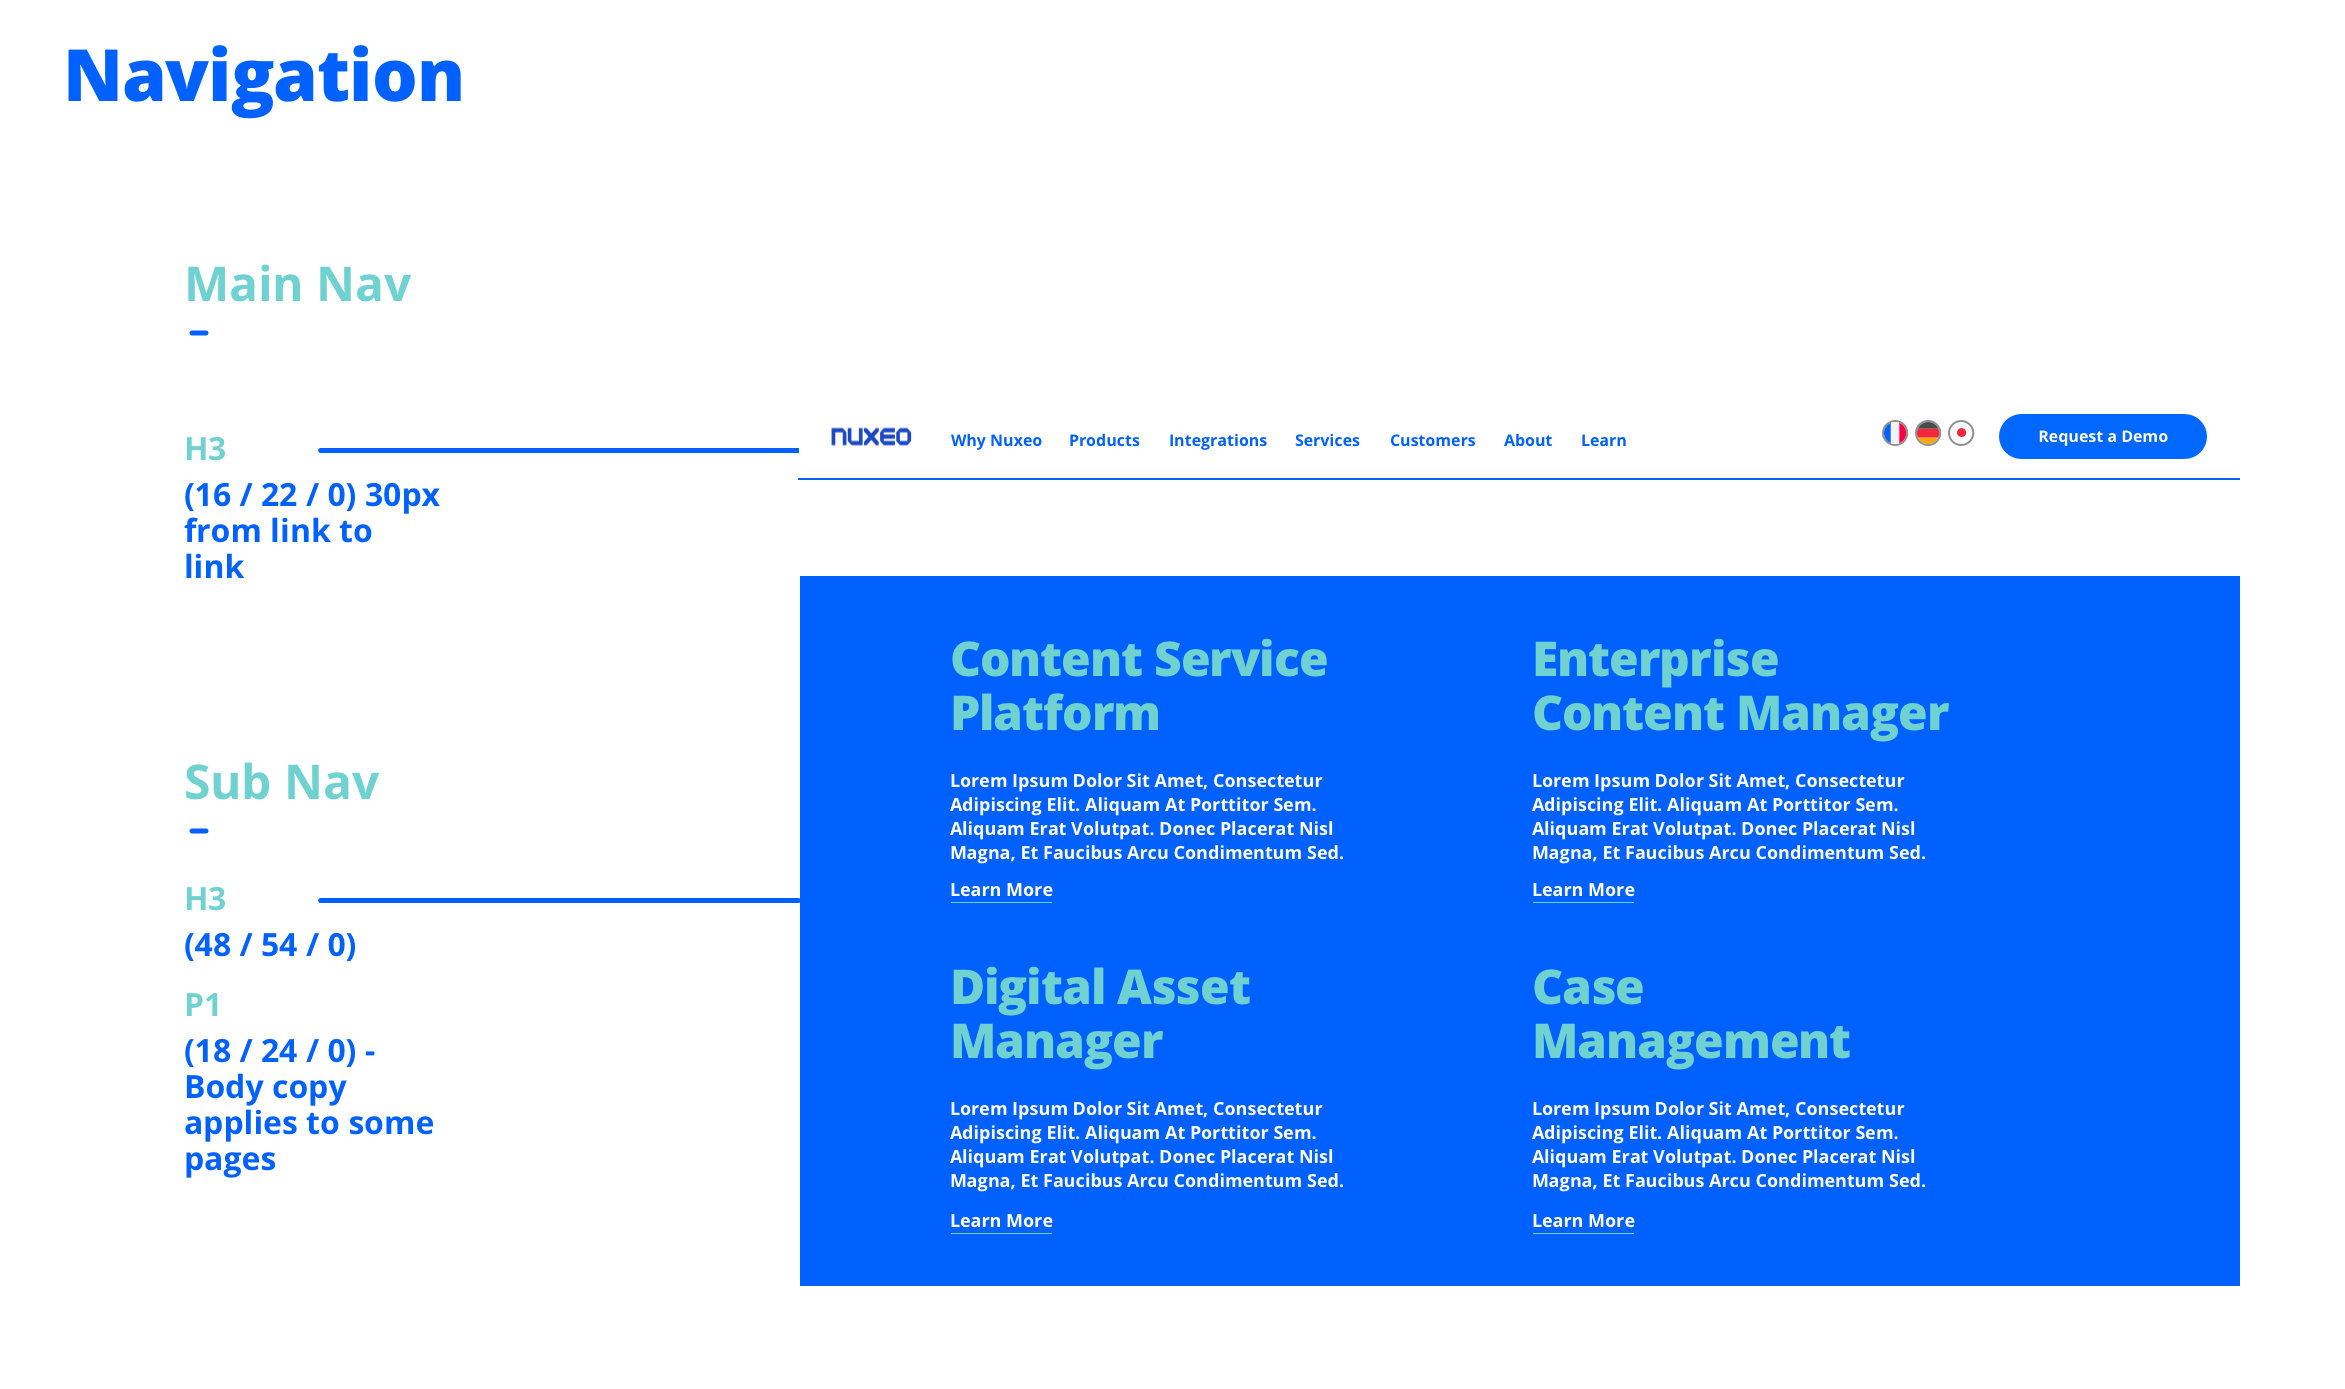 Navigation
Main Nav
H3
(16 / 22 / 0) 30px
from link to
link
NUXEO
Why Nuxeo Products Integrations Services Customers About Learn
Request a Demo
Sub Nav
H3
(48 / 54 / 0)
P1
(18 / 24 / 0) -
Body copy
applies to some
pages
Content Service
Platform
Lorem Ipsum Dolor Sit Amet, Consectetur
Adipiscing Elit. Aliquam At Porttitor Sem.
Aliquam Erat Volutpat. Donec Placerat Nisl
Magna, Et Faucibus Arcu Condimentum Sed.
Learn More
Enterprise
Content Manager
Lorem Ipsum Dolor Sit Amet, Consectetur
Adipiscing Elit. Aliquam At Porttitor Sem.
Aliquam Erat Volutpat. Donec Placerat Nisl
Magna, Et Faucibus Arcu Condimentum Sed.
Learn More
Digital Asset
Manager
Lorem Ipsum Dolor Sit Amet, Consectetur
Adipiscing Elit. Aliquam At Porttitor Sem.
Aliquam Erat Volutpat. Donec Placerat Nisl
Magna, Et Faucibus Arcu Condimentum Sed.
Learn More
Case
Management
Lorem Ipsum Dolor Sit Amet, Consectetur
Adipiscing Elit. Aliquam At Porttitor Sem.
Aliquam Erat Volutpat. Donec Placerat Nisl
Magna, Et Faucibus Arcu Condimentum Sed.
Learn More